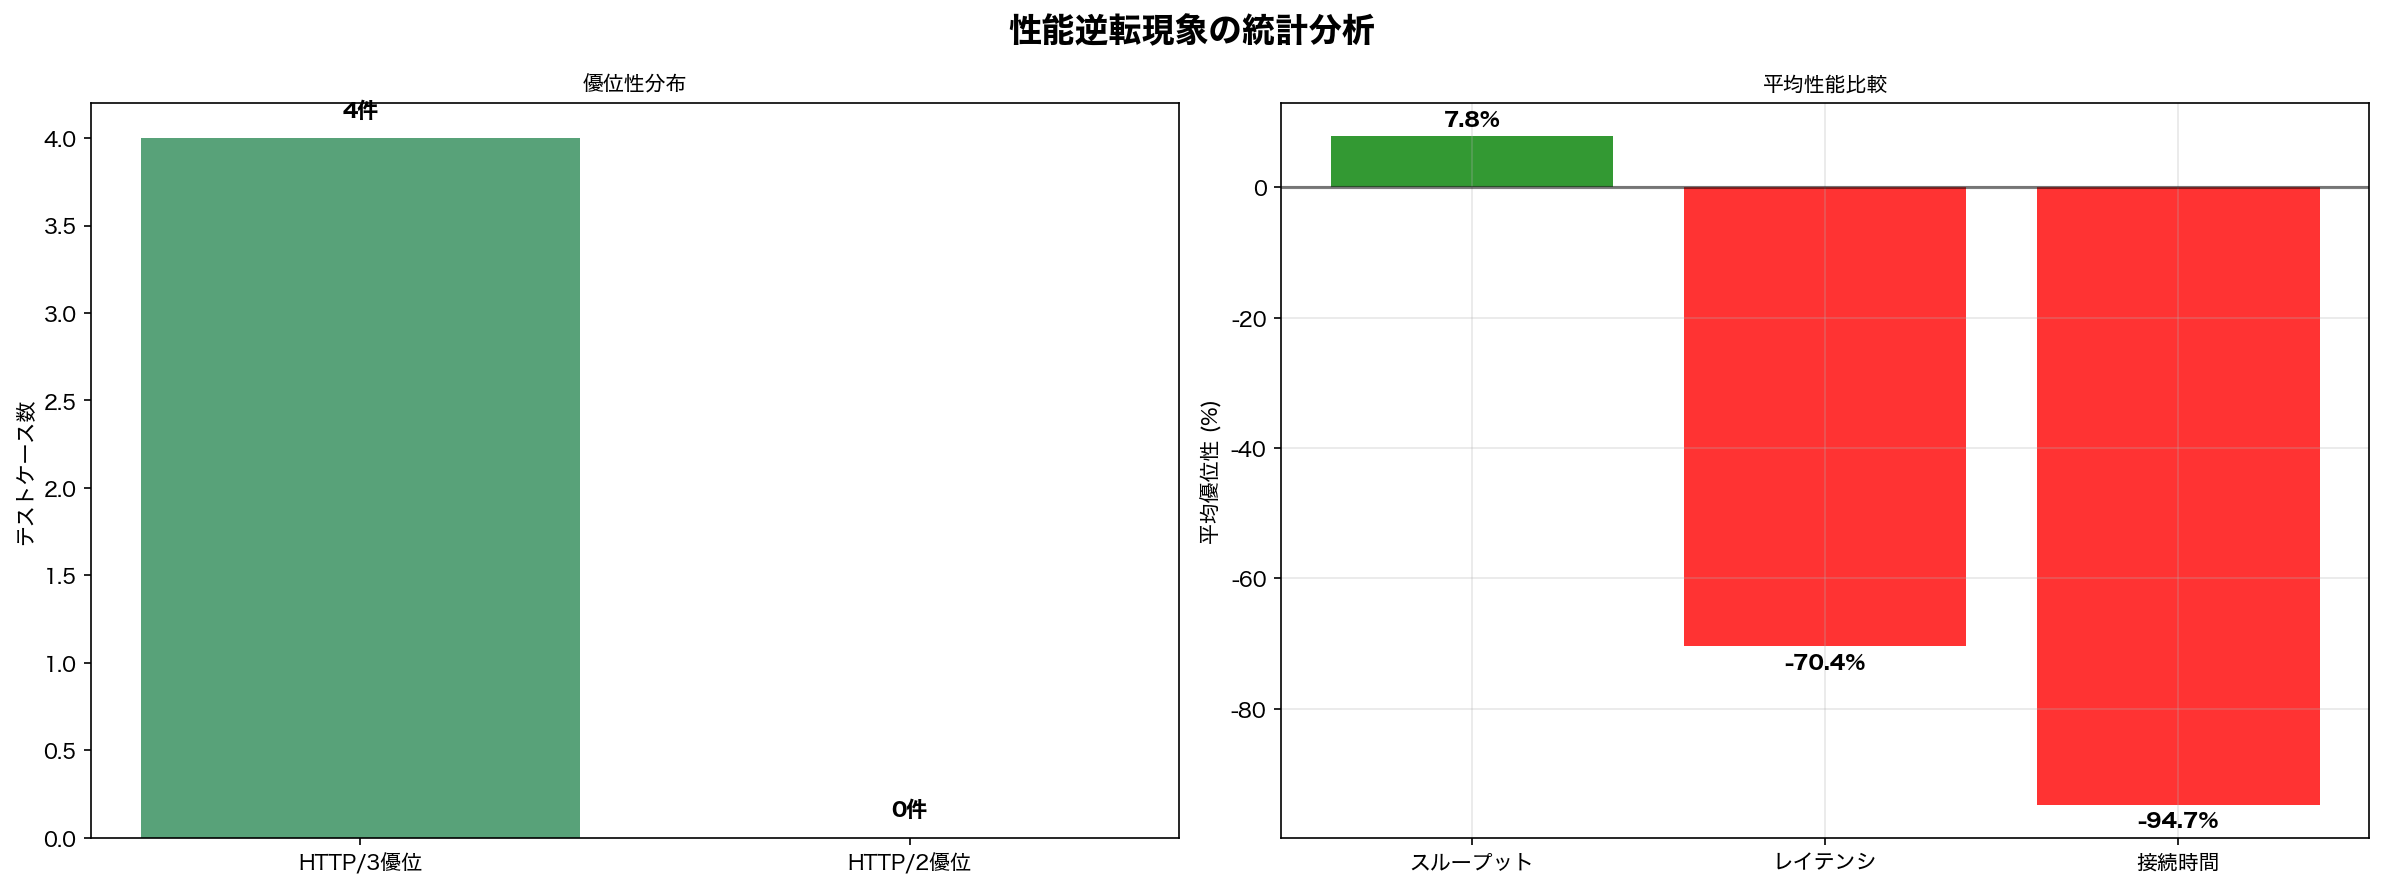 性能逆転現象の統計分析
優位性分布
テストケース数
4.0
3.5
3.0
2.5
2.0
1.5
1.0
0.5
0.0
4件
0件
HTTP/3優位
HTTP/2優位
平均性能比較
平均優位性 (%)
0
-20
-40
-60
-80
7.8%
-70.4%
-94.7%
スループット
レイテンシ
接続時間